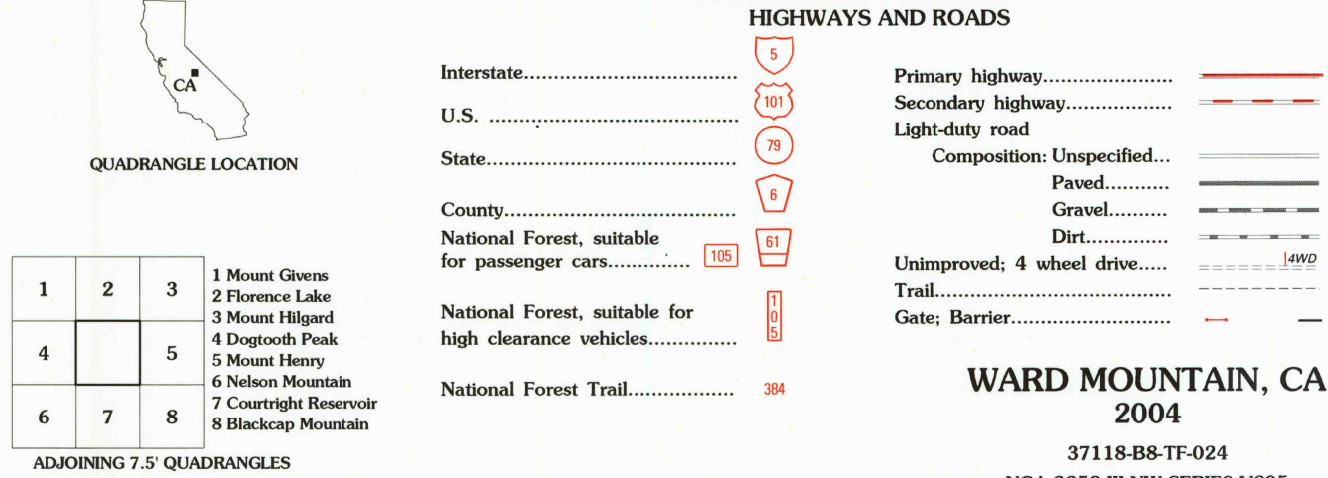 CA
QUADRANGLE LOCATION
1 2 3
4 5
6 7 8
1 Mount Givens
2 Florence Lake
3 Mount Hilgard
4 Dogtooth Peak
5 Mount Henry
6 Nelson Mountain
7 Courtright Reservoir
8 Blackcap Mountain
ADJOINING 7.5' QUADRANGLES
HIGHWAYS AND ROADS
Interstate.................................... 5
U.S. .......................................... 101
State.......................................... 79
County....................................... 6
National Forest, suitable
for passenger cars.............. 105 61
National Forest, suitable for
high clearance vehicles............... 105
National Forest Trail.................. 384
Primary highway......................
Secondary highway..................
Light-duty road
Composition: Unspecified...
Paved...........
Gravel..........
Dirt..............
Unimproved; 4 wheel drive..... 4WD
Trail........................................
Gate; Barrier...........................
WARD MOUNTAIN, CA
2004
37118-B8-TF-024